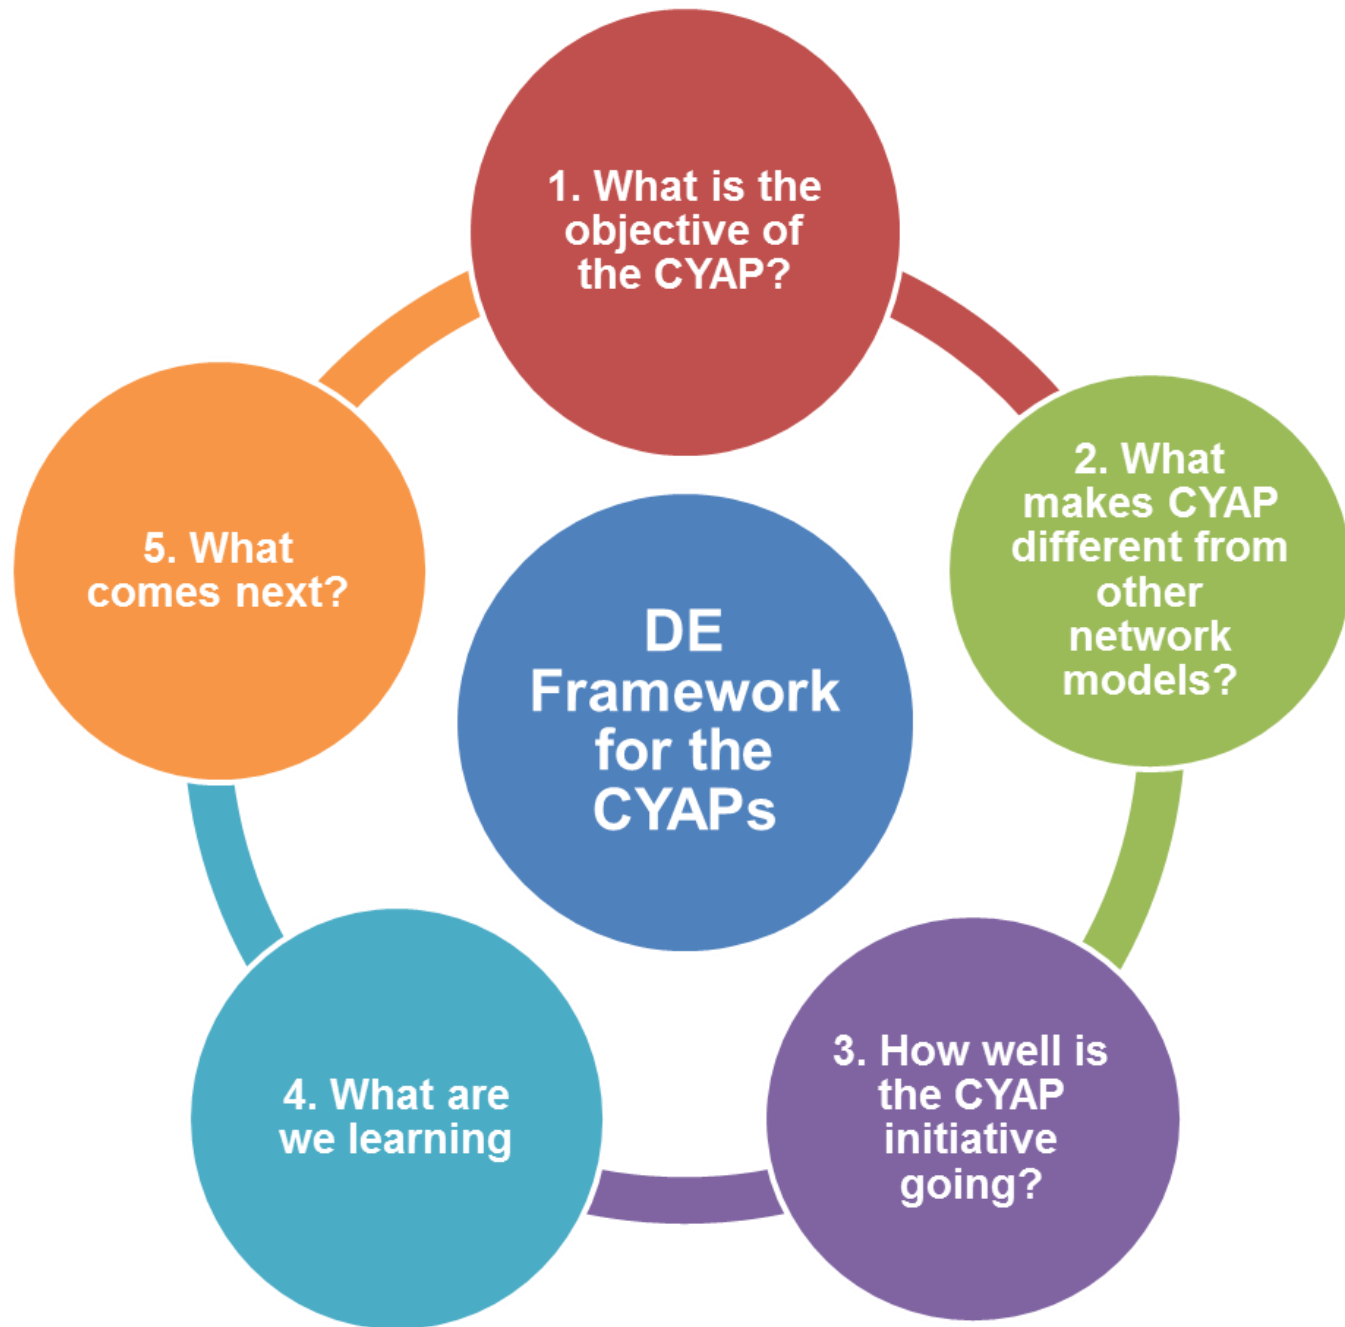 1. What is the
objective of
the CYAP?
2. What
makes CYAP
different from
other
network
models?
3. How well is
the CYAP
initiative
going?
4. What are
we learning
5. What
comes next?
DE
Framework
for the
CYAPs